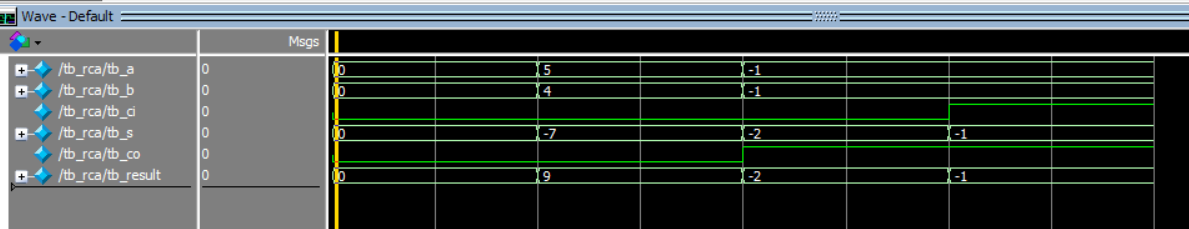 Wave - Default
Msgs
/tb_rca/tb_a 0 0 5 -1
/tb_rca/tb_b 0 0 4 -1
/tb_rca/tb_ci 0
/tb_rca/tb_s 0 0 -7 -2 -1
/tb_rca/tb_co 0
/tb_rca/tb_result 0 0 9 -2 -1